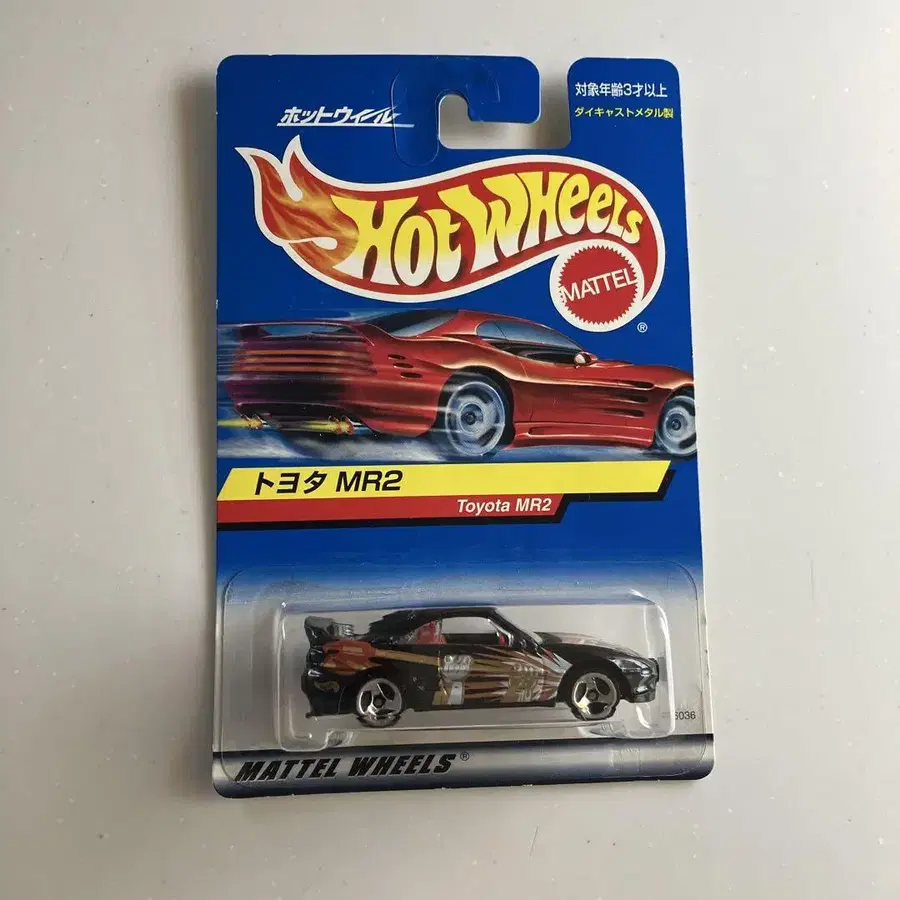 ホットウィール
対象年齢3才以上
ダイキャストメタル製
HOT WHEELS
MATTEL
®
トヨタ MR2
Toyota MR2
6036
MATTEL WHEELS®